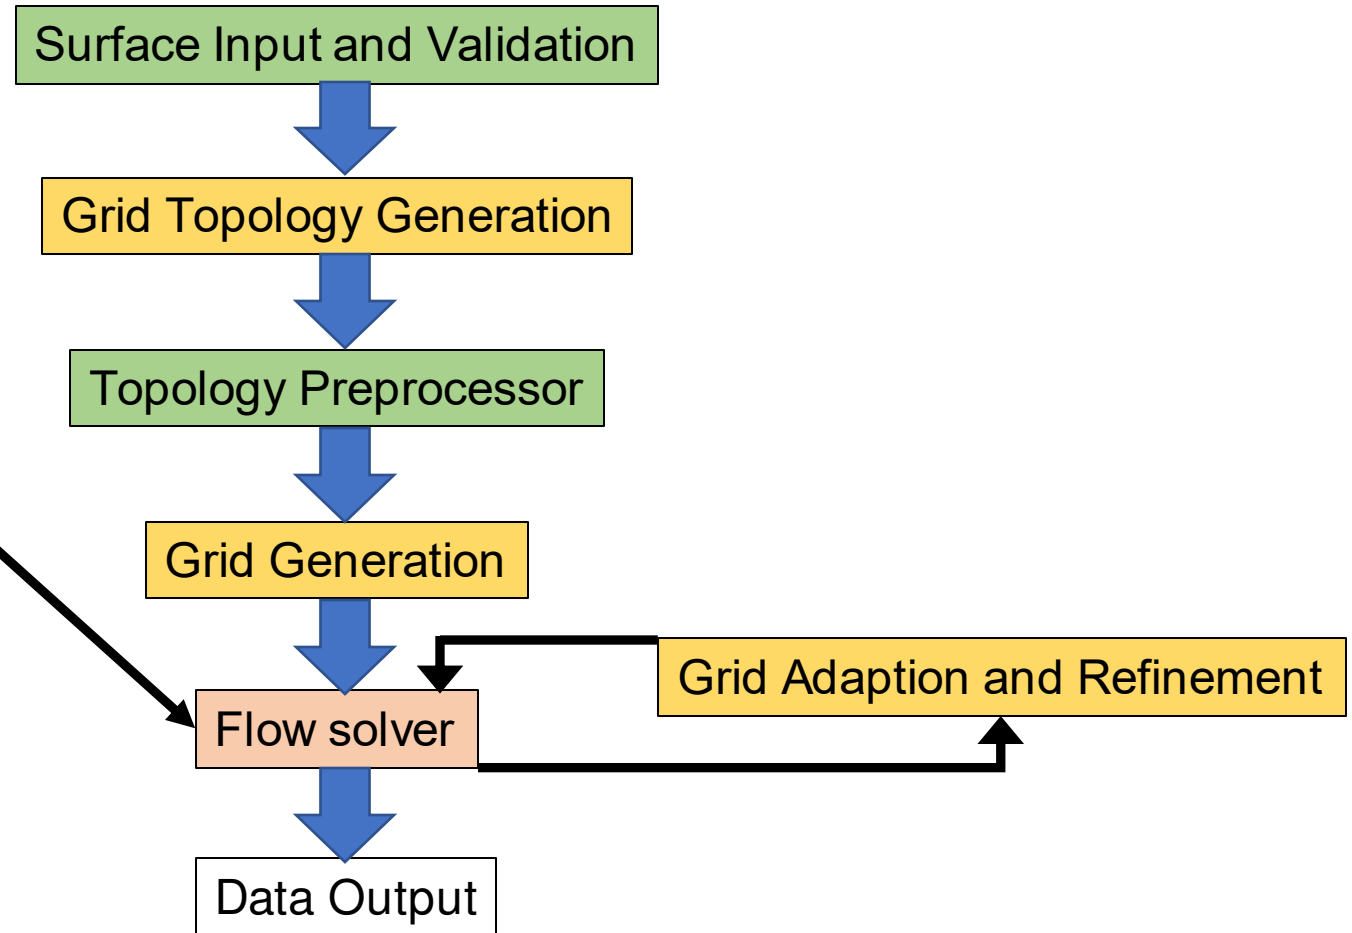 Surface Input and Validation
Grid Topology Generation
Topology Preprocessor
Grid Generation
Grid Adaption and Refinement
Flow solver
Data Output